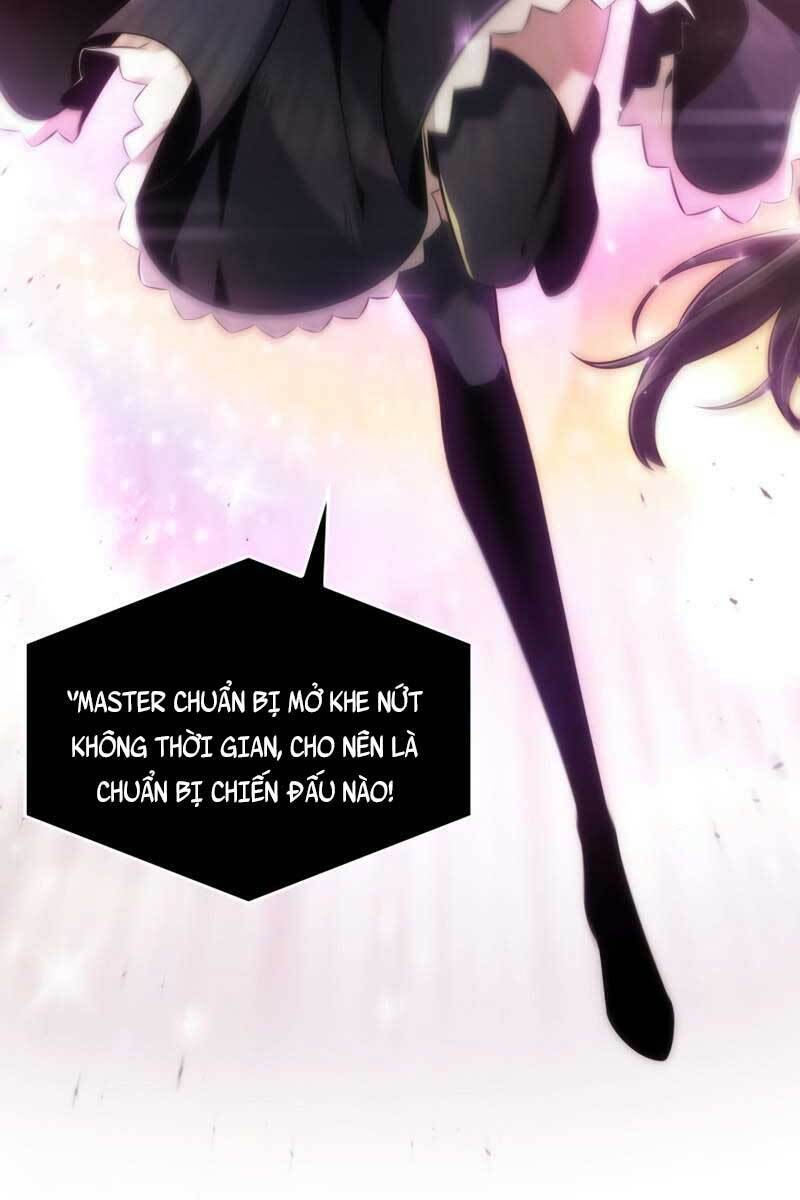 "MASTER CHUẨN BỊ MỞ KHE NỨT
KHÔNG THỜI GIAN, CHO NÊN LÀ
CHUẨN BỊ CHIẾN ĐẤU NÀO!